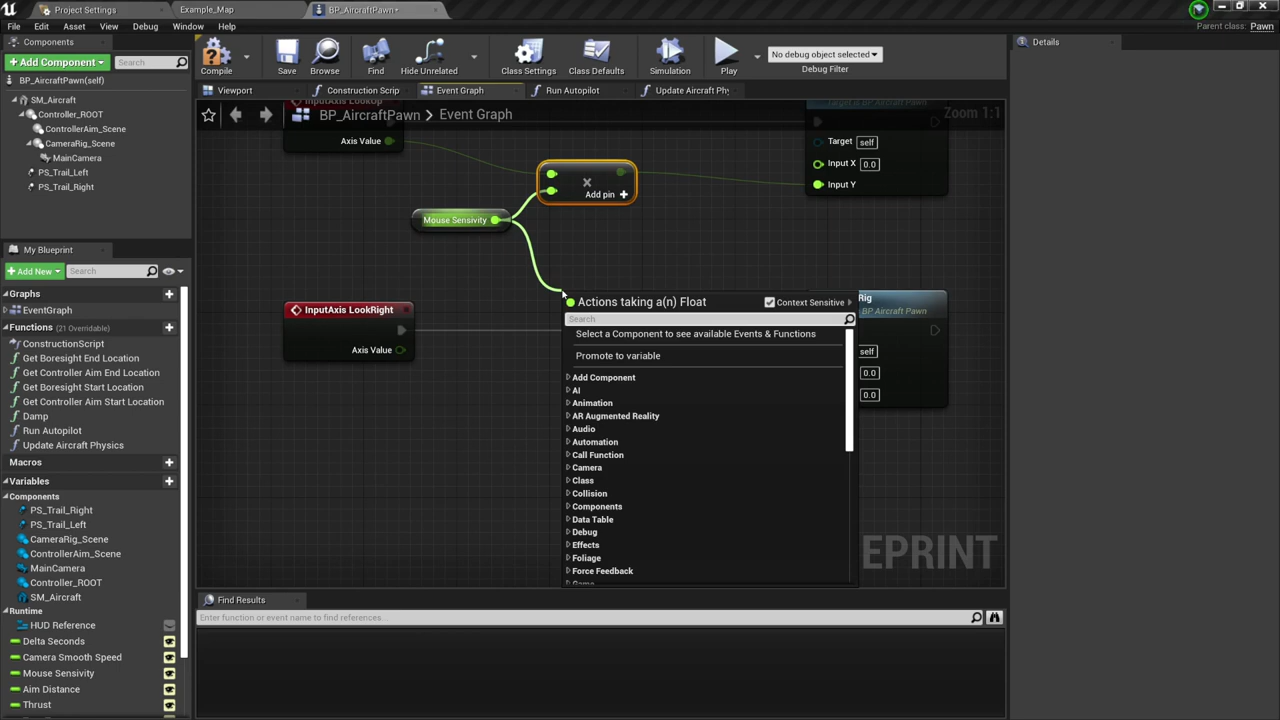 Project Settings
Example_Map
BP_AircraftPawn•
File Edit Asset View Debug Window Help
Parent class: Pawn
Components
+ Add Component
Search
BP_AircraftPawn(self)
SM_Aircraft
Controller_ROOT
ControllerAim_Scene
CameraRig_Scene
MainCamera
PS_Trail_Left
PS_Trail_Right
Compile
Save
Browse
Find
Hide Unrelated
Class Settings
Class Defaults
Simulation
Play
No debug object selected
Debug Filter
Details
Viewport
Construction Scrip
Event Graph
Run Autopilot
Update Aircraft Phy
BP_AircraftPawn > Event Graph
Zoom 1:1
InputAxis LookUp
Axis Value
Target is BP Aircraft Pawn
Target self
Input X 0.0
Input Y
Add pin +
Mouse Sensivity
InputAxis LookRight
Axis Value
Rig
BP Aircraft Pawn
self
0.0
0.0
Actions taking a(n) Float
Context Sensitive
Search
Select a Component to see available Events & Functions
Promote to variable
Add Component
AI
Animation
AR Augmented Reality
Audio
Automation
Call Function
Camera
Class
Collision
Components
Data Table
Debug
Effects
Foliage
Force Feedback
Game
EPRINT
My Blueprint
+ Add New
Search
Graphs
EventGraph
Functions (21 Overridable)
ConstructionScript
Get Boresight End Location
Get Controller Aim End Location
Get Boresight Start Location
Get Controller Aim Start Location
Damp
Run Autopilot
Update Aircraft Physics
Macros
Variables
Components
PS_Trail_Right
PS_Trail_Left
CameraRig_Scene
ControllerAim_Scene
MainCamera
Controller_ROOT
SM_Aircraft
Runtime
HUD Reference
Delta Seconds
Camera Smooth Speed
Mouse Sensivity
Aim Distance
Thrust
Find Results
Enter function or event name to find references...